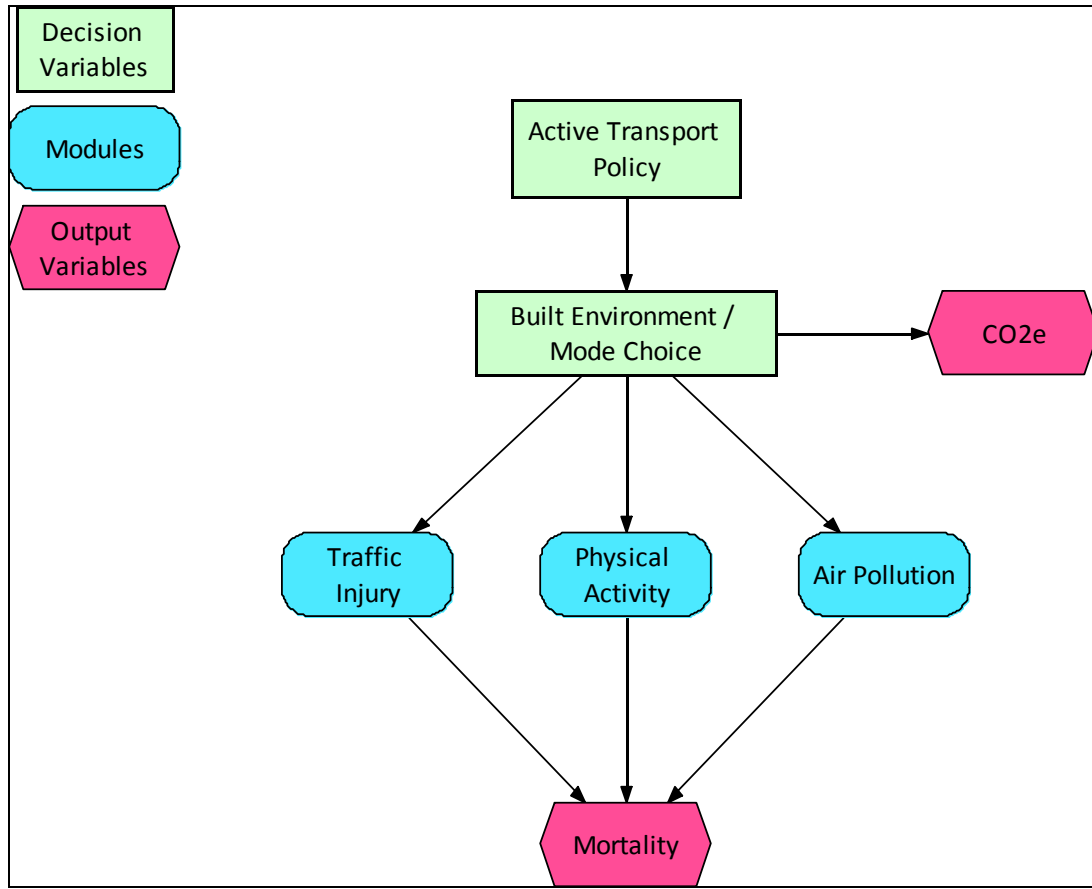 Decision
Variables
Modules
Output
Variables
Active Transport
Policy
Built Environment /
Mode Choice
CO2e
Traffic
Injury
Physical
Activity
Air Pollution
Mortality